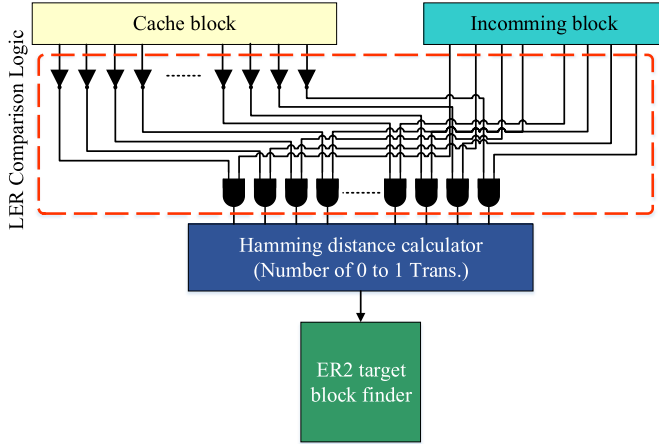 Cache block
Incomming block
LER Comparison Logic
Hamming distance calculator
(Number of 0 to 1 Trans.)
ER2 target
block finder